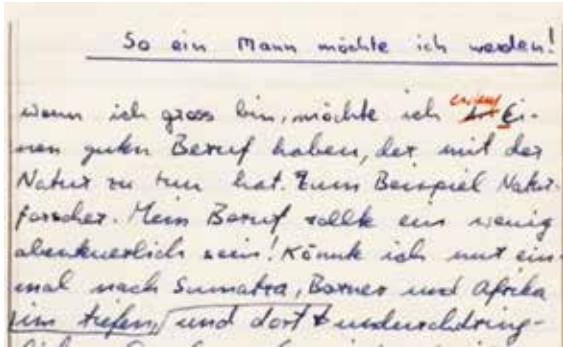 So ein Mann möchte ich werden!
wenn ich gross bin, möchte ich Ei-
nen guten Beruf haben, der mit der
Natur zu tun hat. Zum Beispiel Natur-
forscher. Mein Beruf sollte ein wenig
abenteuerlich sein! Könnte ich nur ein-
mal nach Sumatra, Borneo und Afrika
im tiefen, und dort undurchdring-